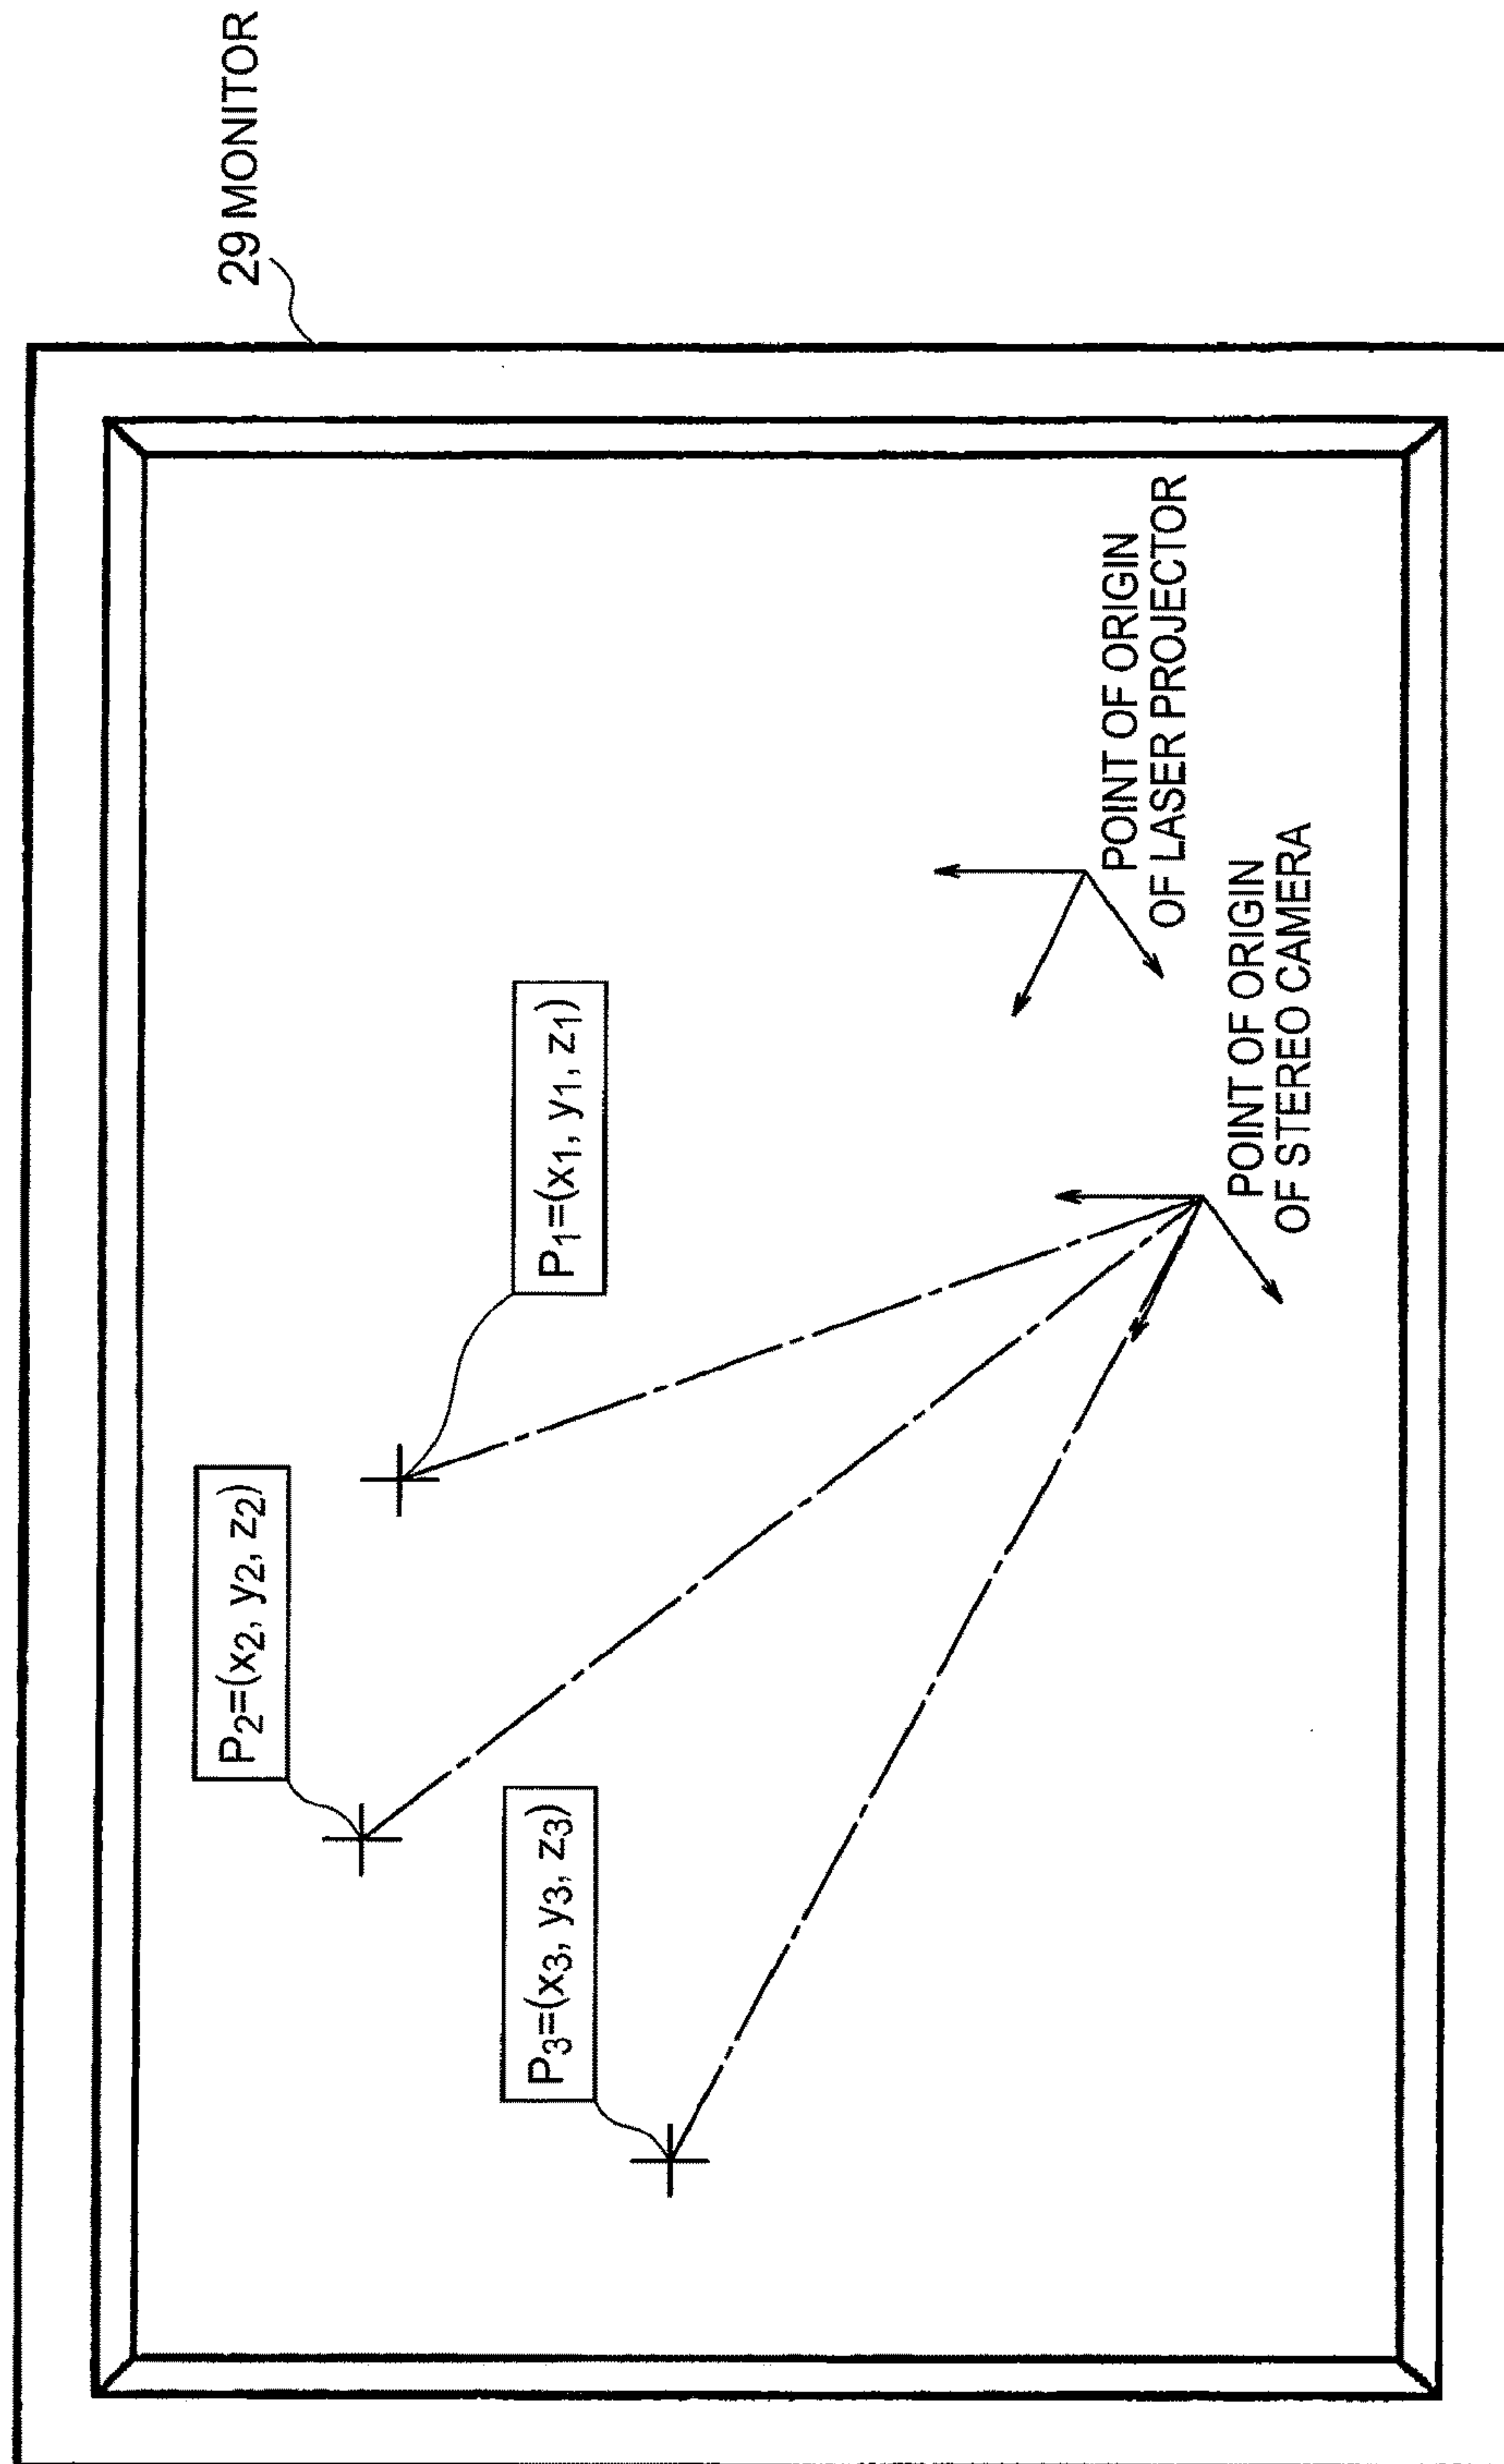 29 MONITOR
P₂=(x₂, y₂, z₂)
P₁=(x₁, y₁, z₁)
P₃=(x₃, y₃, z₃)
POINT OF ORIGIN
OF LASER PROJECTOR
POINT OF ORIGIN
OF STEREO CAMERA